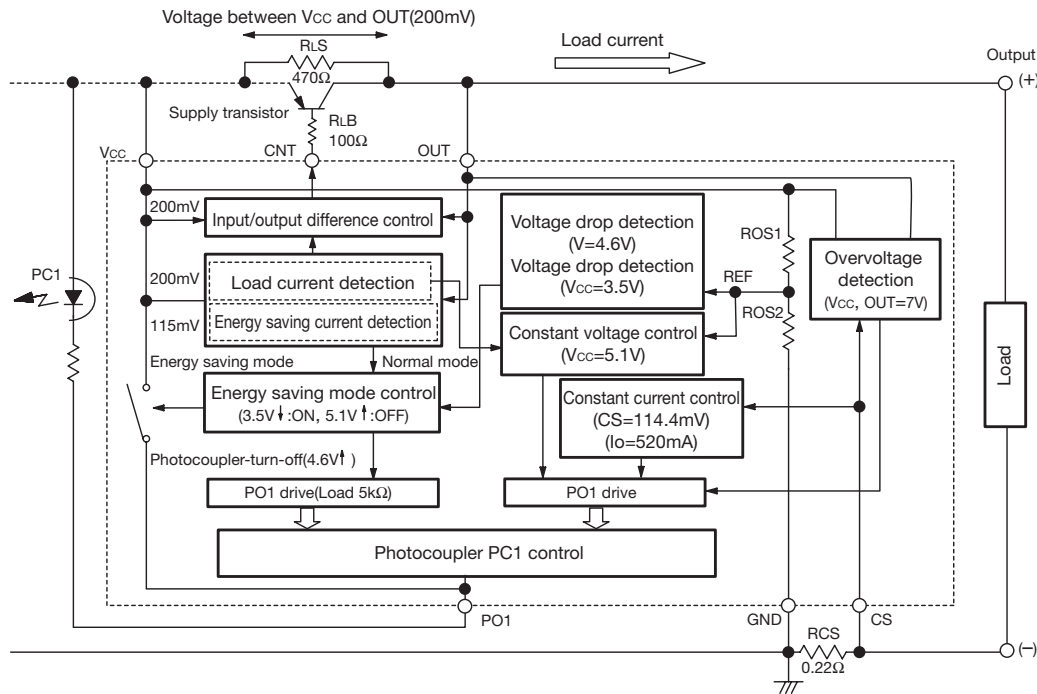 Voltage between VCC and OUT(200mV)
RLS
470Ω
Load current
Output
(+)
Supply transistor
RLB
100Ω
VCC
CNT
OUT
200mV
Input/output difference control
Voltage drop detection
(V=4.6V)
Voltage drop detection
(VCC=3.5V)
ROS1
Overvoltage
detection
(VCC, OUT=7V)
PC1
200mV
Load current detection
REF
ROS2
115mV
Energy saving current detection
Constant voltage control
(VCC=5.1V)
Energy saving mode
Normal mode
Load
Energy saving mode control
(3.5V↓:ON, 5.1V↑:OFF)
Constant current control
(CS=114.4mV)
(Io=520mA)
Photocoupler-turn-off(4.6V↑)
PO1 drive(Load 5kΩ)
PO1 drive
Photocoupler PC1 control
PO1
GND
CS
RCS
0.22Ω
(−)